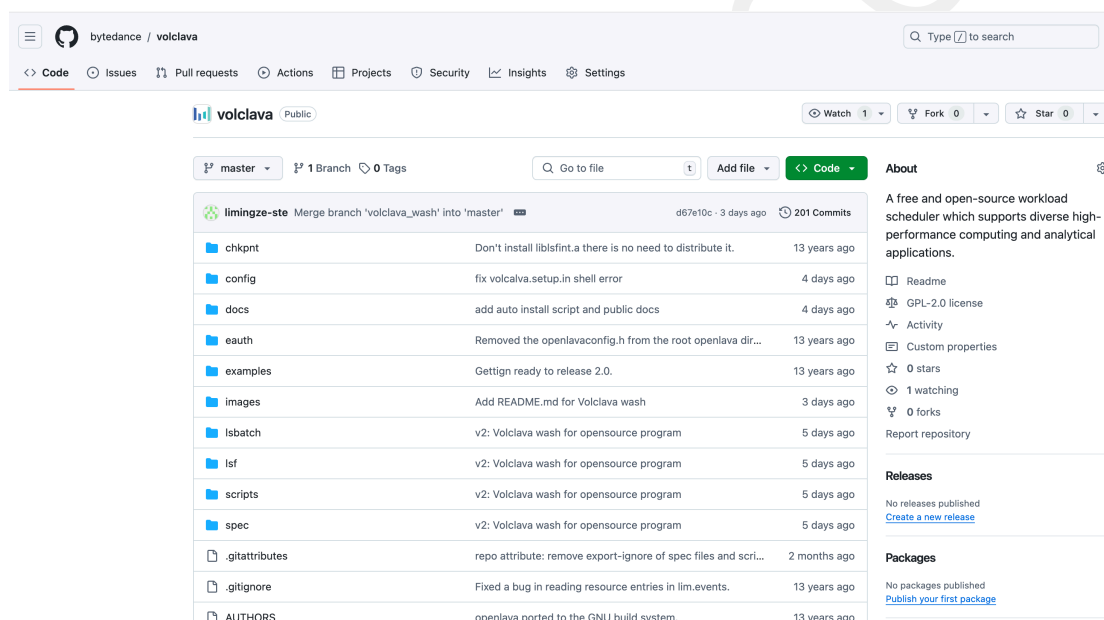 bytedance / volclava
Type / to search
Code Issues Pull requests Actions Projects Security Insights Settings
volclava Public
Watch 1 Fork 0 Star 0
master 1 Branch 0 Tags Go to file t Add file Code
limingze-ste Merge branch 'volclava_wash' into 'master' d67e10c · 3 days ago 201 Commits
chkpnt Don't install liblsfint.a there is no need to distribute it. 13 years ago
config fix volcalva.setup.in shell error 4 days ago
docs add auto install script and public docs 4 days ago
eauth Removed the openlavaconfig.h from the root openlava dir... 13 years ago
examples Gettign ready to release 2.0. 13 years ago
images Add README.md for Volclava wash 3 days ago
lsbatch v2: Volclava wash for opensource program 5 days ago
lsf v2: Volclava wash for opensource program 5 days ago
scripts v2: Volclava wash for opensource program 5 days ago
spec v2: Volclava wash for opensource program 5 days ago
.gitattributes repo attribute: remove export-ignore of spec files and scri... 2 months ago
.gitignore Fixed a bug in reading resource entries in lim.events. 13 years ago
AUTHORS openlava ported to the GNU build system. 13 years ago
About
A free and open-source workload
scheduler which supports diverse high-
performance computing and analytical
applications.
Readme
GPL-2.0 license
Activity
Custom properties
0 stars
1 watching
0 forks
Report repository
Releases
No releases published
Create a new release
Packages
No packages published
Publish your first package